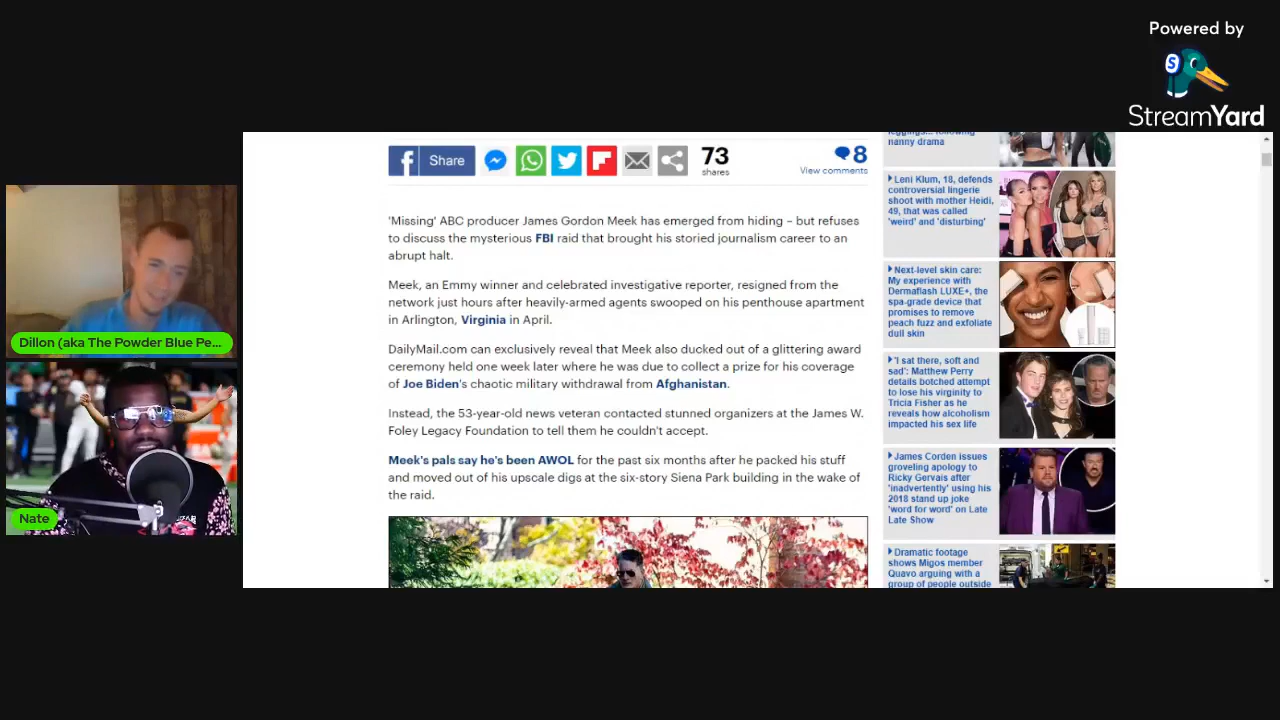 Powered by
StreamYard
Share
73
shares
8
View comments
'Missing' ABC producer James Gordon Meek has emerged from hiding – but refuses
to discuss the mysterious FBI raid that brought his storied journalism career to an
abrupt halt.
Meek, an Emmy winner and celebrated investigative reporter, resigned from the
network just hours after heavily-armed agents swooped on his penthouse apartment
in Arlington, Virginia in April.
DailyMail.com can exclusively reveal that Meek also ducked out of a glittering award
ceremony held one week later where he was due to collect a prize for his coverage
of Joe Biden's chaotic military withdrawal from Afghanistan.
Instead, the 53-year-old news veteran contacted stunned organizers at the James W.
Foley Legacy Foundation to tell them he couldn't accept.
Meek's pals say he's been AWOL for the past six months after he packed his stuff
and moved out of his upscale digs at the six-story Siena Park building in the wake of
the raid.
nanny drama
Leni Klum, 18, defends
controversial lingerie
shoot with mother Heidi,
49, that was called
'weird' and 'disturbing'
Next-level skin care:
My experience with
Dermaflash LUXE+, the
spa-grade device that
promises to remove
peach fuzz and exfoliate
dull skin
'I sat there, soft and
sad': Matthew Perry
details botched attempt
to lose his virginity to
Tricia Fisher as he
reveals how alcoholism
impacted his sex life
James Corden issues
groveling apology to
Ricky Gervais after
'inadvertently' using his
2018 stand up joke
'word for word' on Late
Late Show
Dramatic footage
shows Migos member
Quavo arguing with a
group of people outside
Dillon (aka The Powder Blue Pe...
Nate